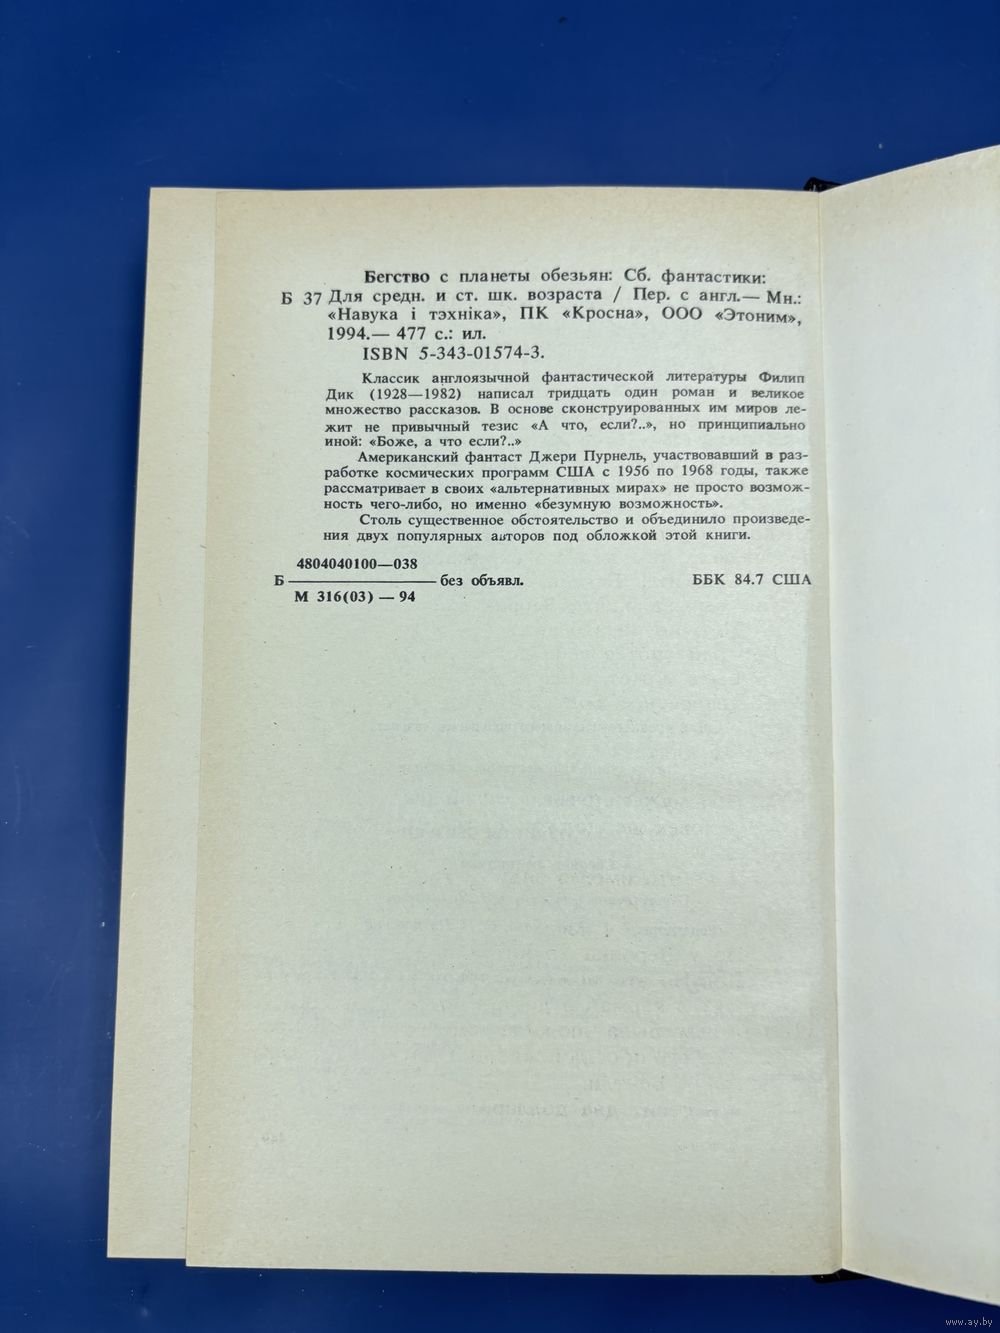 Бегство с планеты обезьян: Сб. фантастики:
Б 37 Для средн. и ст. шк. возраста / Пер. с англ.— Мн.:
«Навука і тэхніка», ПК «Кросна», ООО «Этоним»,
1994.— 477 с.: ил.
ISBN 5-343-01574-3.
Классик англоязычной фантастической литературы Филип
Дик (1928—1982) написал тридцать один роман и великое
множество рассказов. В основе сконструированных им миров ле-
жит не привычный тезис «А что, если?..», но принципиально
иной: «Боже, а что если?..»
Американский фантаст Джери Пурнель, участвовавший в раз-
работке космических программ США с 1956 по 1968 годы, также
рассматривает в своих «альтернативных мирах» не просто возмож-
ность чего-либо, но именно «безумную возможность».
Столь существенное обстоятельство и объединило произведе-
ния двух популярных авторов под обложкой этой книги.
4804040100—038
Б без объявл. ББК 84.7 США
М 316(03) — 94
www.ay.by